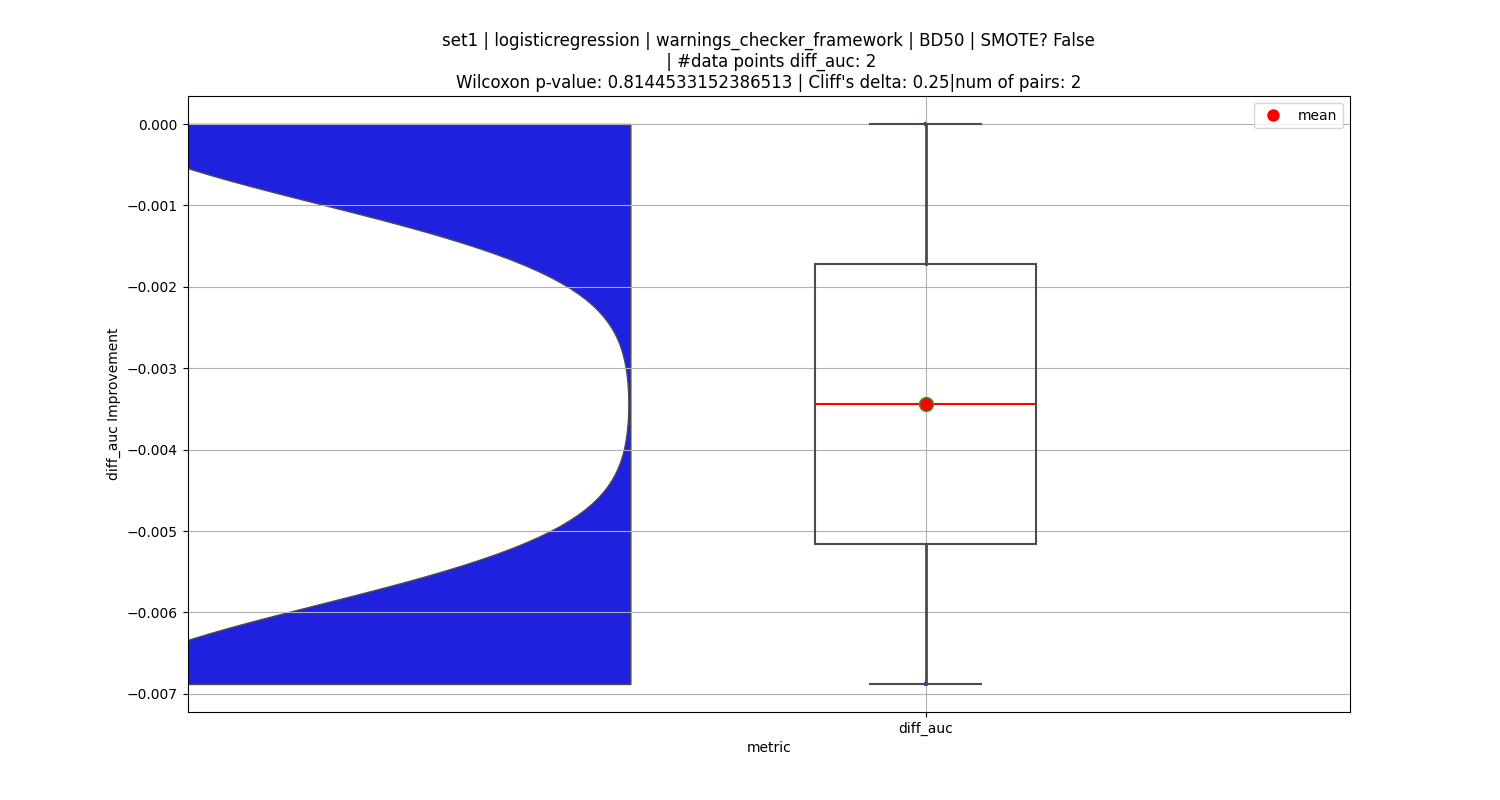 set1 | logisticregression | warnings_checker_framework | BD50 | SMOTE? False
| #data points diff_auc: 2
Wilcoxon p-value: 0.8144533152386513 | Cliff's delta: 0.25|num of pairs: 2
mean
0.000
−0.001
−0.002
−0.003
−0.004
−0.005
−0.006
−0.007
diff_auc Improvement
diff_auc
metric